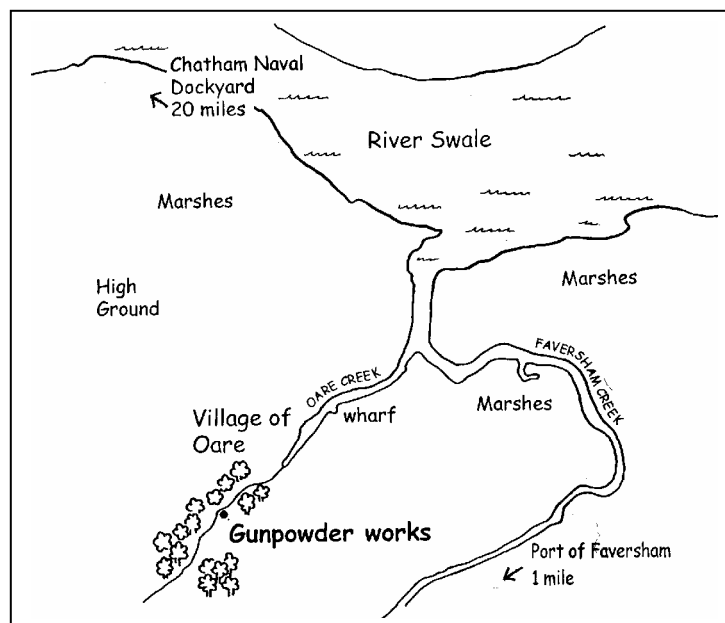 Chatham Naval
Dockyard
20 miles
River Swale
Marshes
High
Ground
Marshes
FAVERSHAM CREEK
OARE CREEK
wharf
Marshes
Village of
Oare
Gunpowder works
Port of Faversham
1 mile